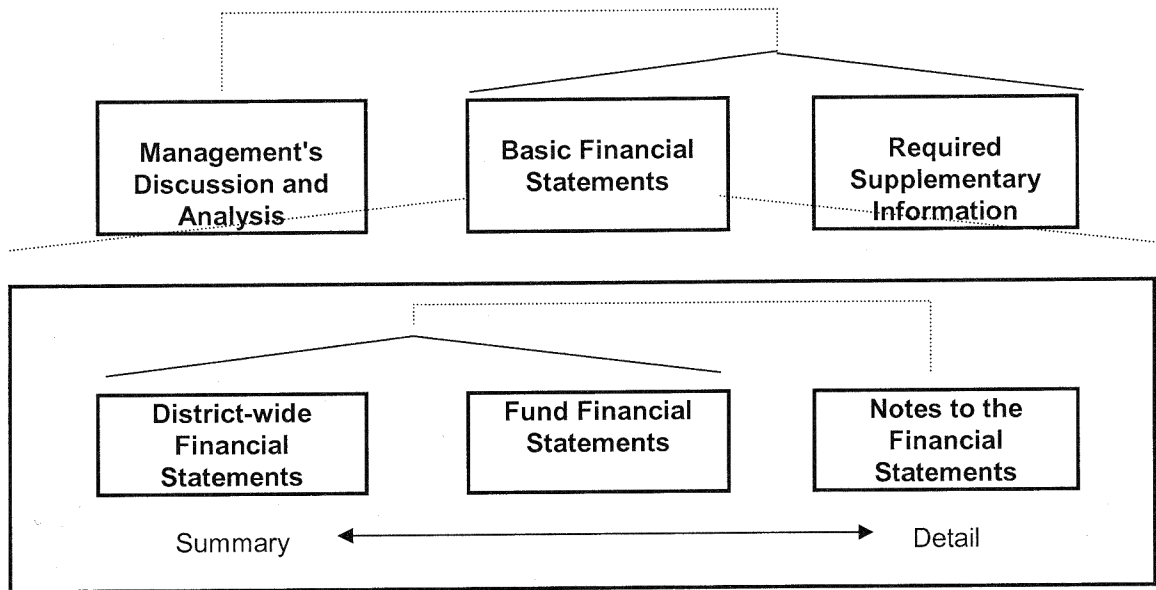 Management's
Discussion and
Analysis
Basic Financial
Statements
Required
Supplementary
Information
District-wide
Financial
Statements
Fund Financial
Statements
Notes to the
Financial
Statements
Summary
Detail